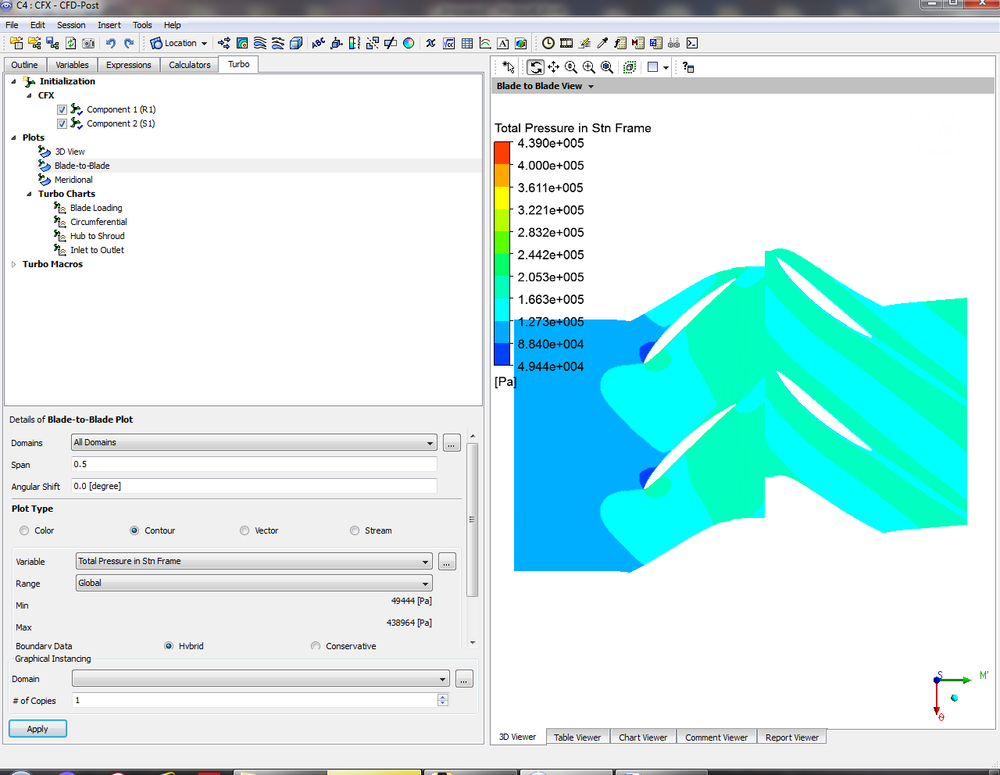 C4 : CFX - CFD-Post
File Edit Session Insert Tools Help
Location
Outline Variables Expressions Calculators Turbo
Initialization
CFX
Component 1 (R1)
Component 2 (S1)
Plots
3D View
Blade-to-Blade
Meridional
Turbo Charts
Blade Loading
Circumferential
Hub to Shroud
Inlet to Outlet
Turbo Macros
Details of Blade-to-Blade Plot
Domains All Domains ...
Span 0.5
Angular Shift 0.0 [degree]
Plot Type
Color Contour Vector Stream
Variable Total Pressure in Stn Frame ...
Range Global
Min 49444 [Pa]
Max 438964 [Pa]
Boundary Data Hybrid Conservative
Graphical Instancing
Domain ...
# of Copies 1
Apply
Blade to Blade View
Total Pressure in Stn Frame
4.390e+005
4.000e+005
3.611e+005
3.221e+005
2.832e+005
2.442e+005
2.053e+005
1.663e+005
1.273e+005
8.840e+004
4.944e+004
[Pa]
S
M'
θ
3D Viewer Table Viewer Chart Viewer Comment Viewer Report Viewer